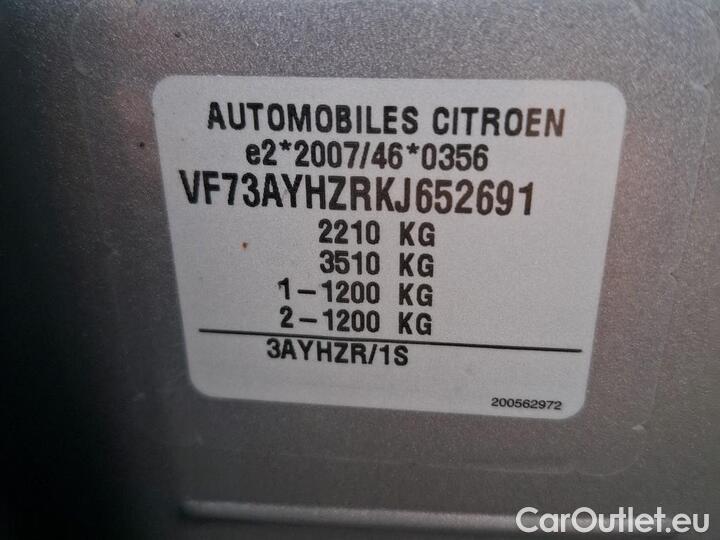 AUTOMOBILES CITROEN
e2*2007/46*0356
VF73AYHZRKJ652691
2210 KG
3510 KG
1-1200 KG
2-1200 KG
3AYHZR/1S
200562972
CarOutlet.eu